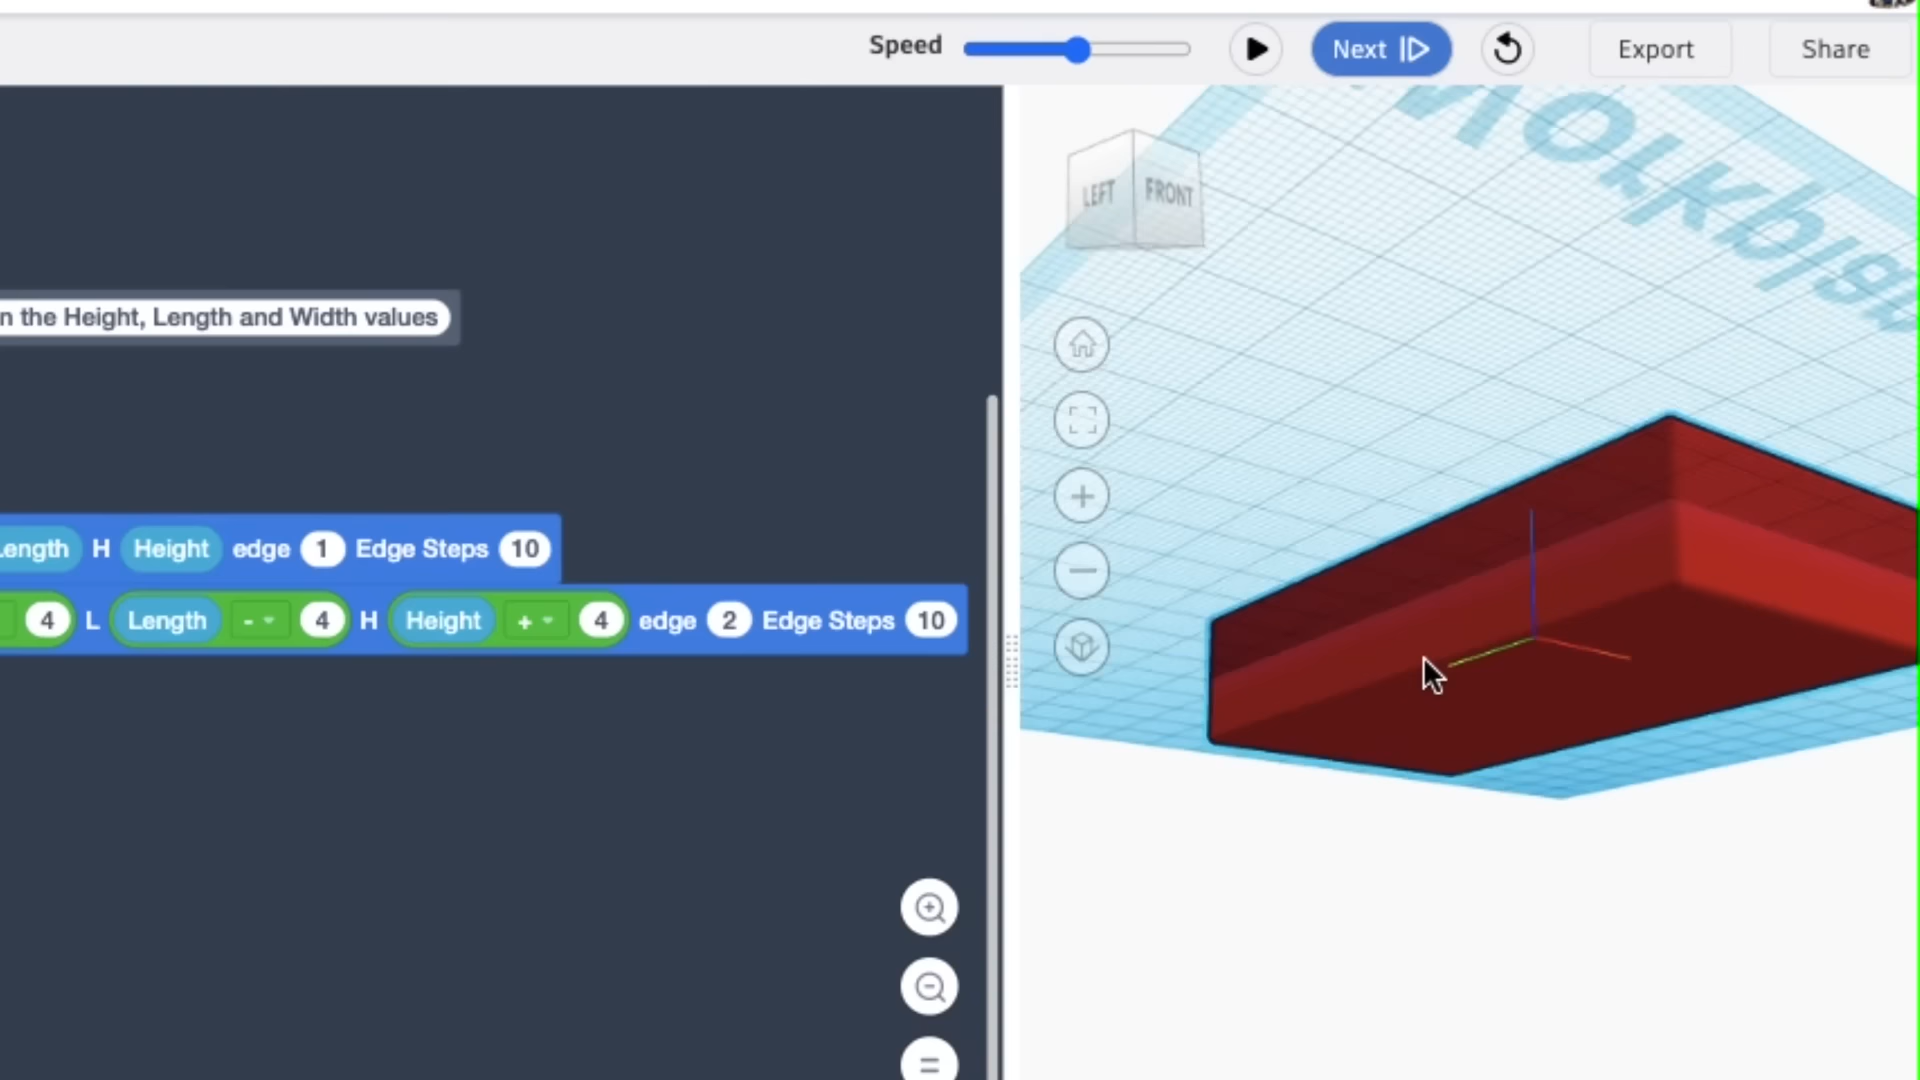 Speed Next Export Share
LEFT FRONT
n the Height, Length and Width values
ength H Height edge 1 Edge Steps 10
4 L Length - 4 H Height + 4 edge 2 Edge Steps 10